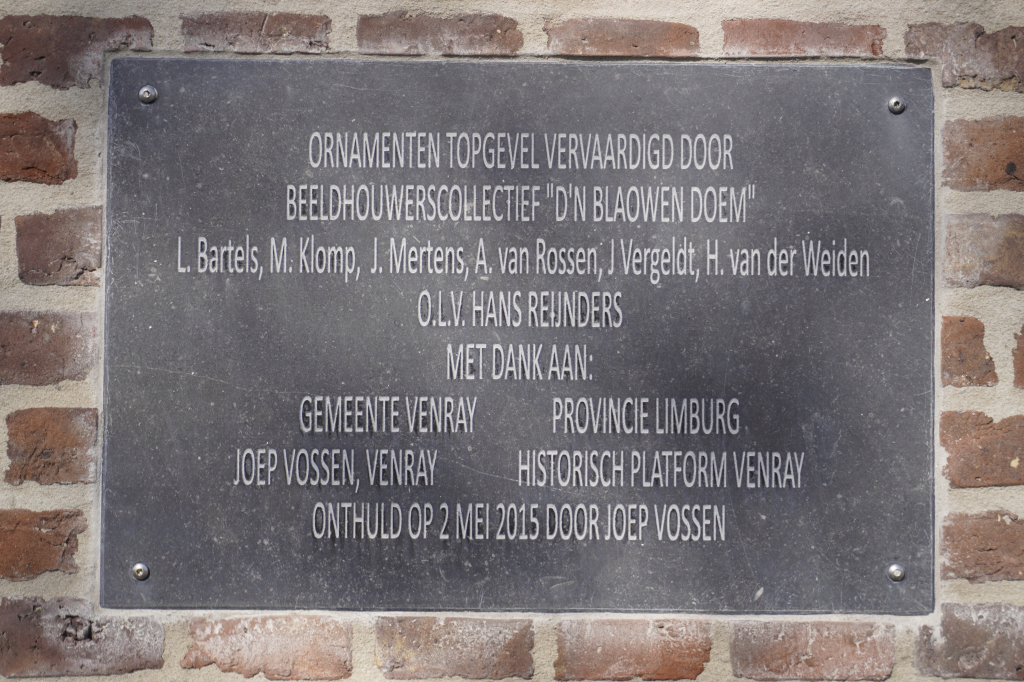 ORNAMENTEN TOPGEVEL VERVAARDIGD DOOR
BEELDHOUWERSCOLLECTIEF "D'N BLAOWEN DOEM"
L. Bartels, M. Klomp, J. Mertens, A. van Rossen, J Vergeldt, H. van der Weiden
O.L.V. HANS REIJNDERS
MET DANK AAN:
GEMEENTE VENRAY PROVINCIE LIMBURG
JOEP VOSSEN, VENRAY HISTORISCH PLATFORM VENRAY
ONTHULD OP 2 MEI 2015 DOOR JOEP VOSSEN